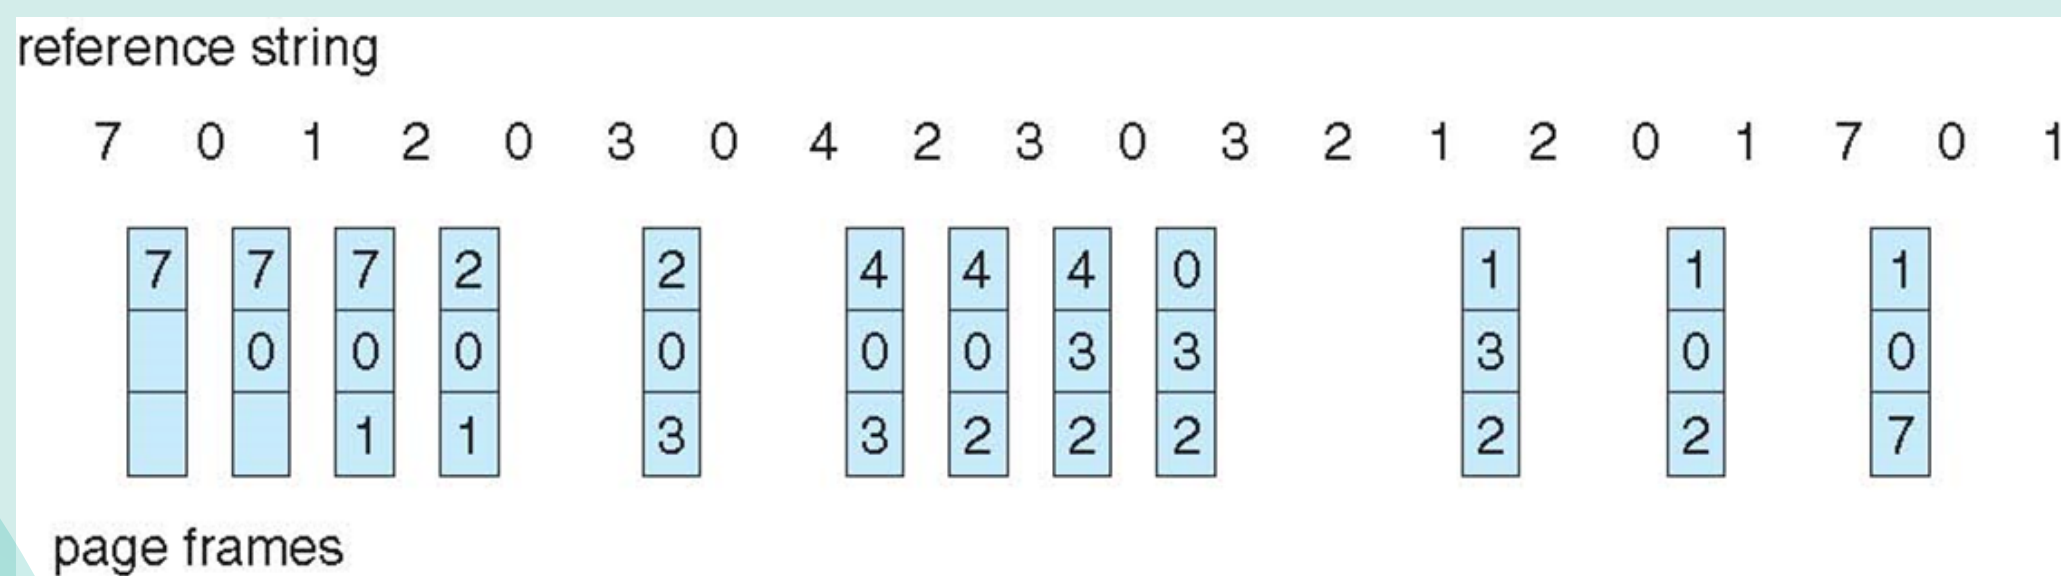 reference string
7 0 1 2 0 3 0 4 2 3 0 3 2 1 2 0 1 7 0 1
7 7 7 2 2 4 4 4 0 1 1 1
0 0 0 0 0 0 3 3 3 0 0
1 1 3 3 2 2 2 2 2 7
page frames